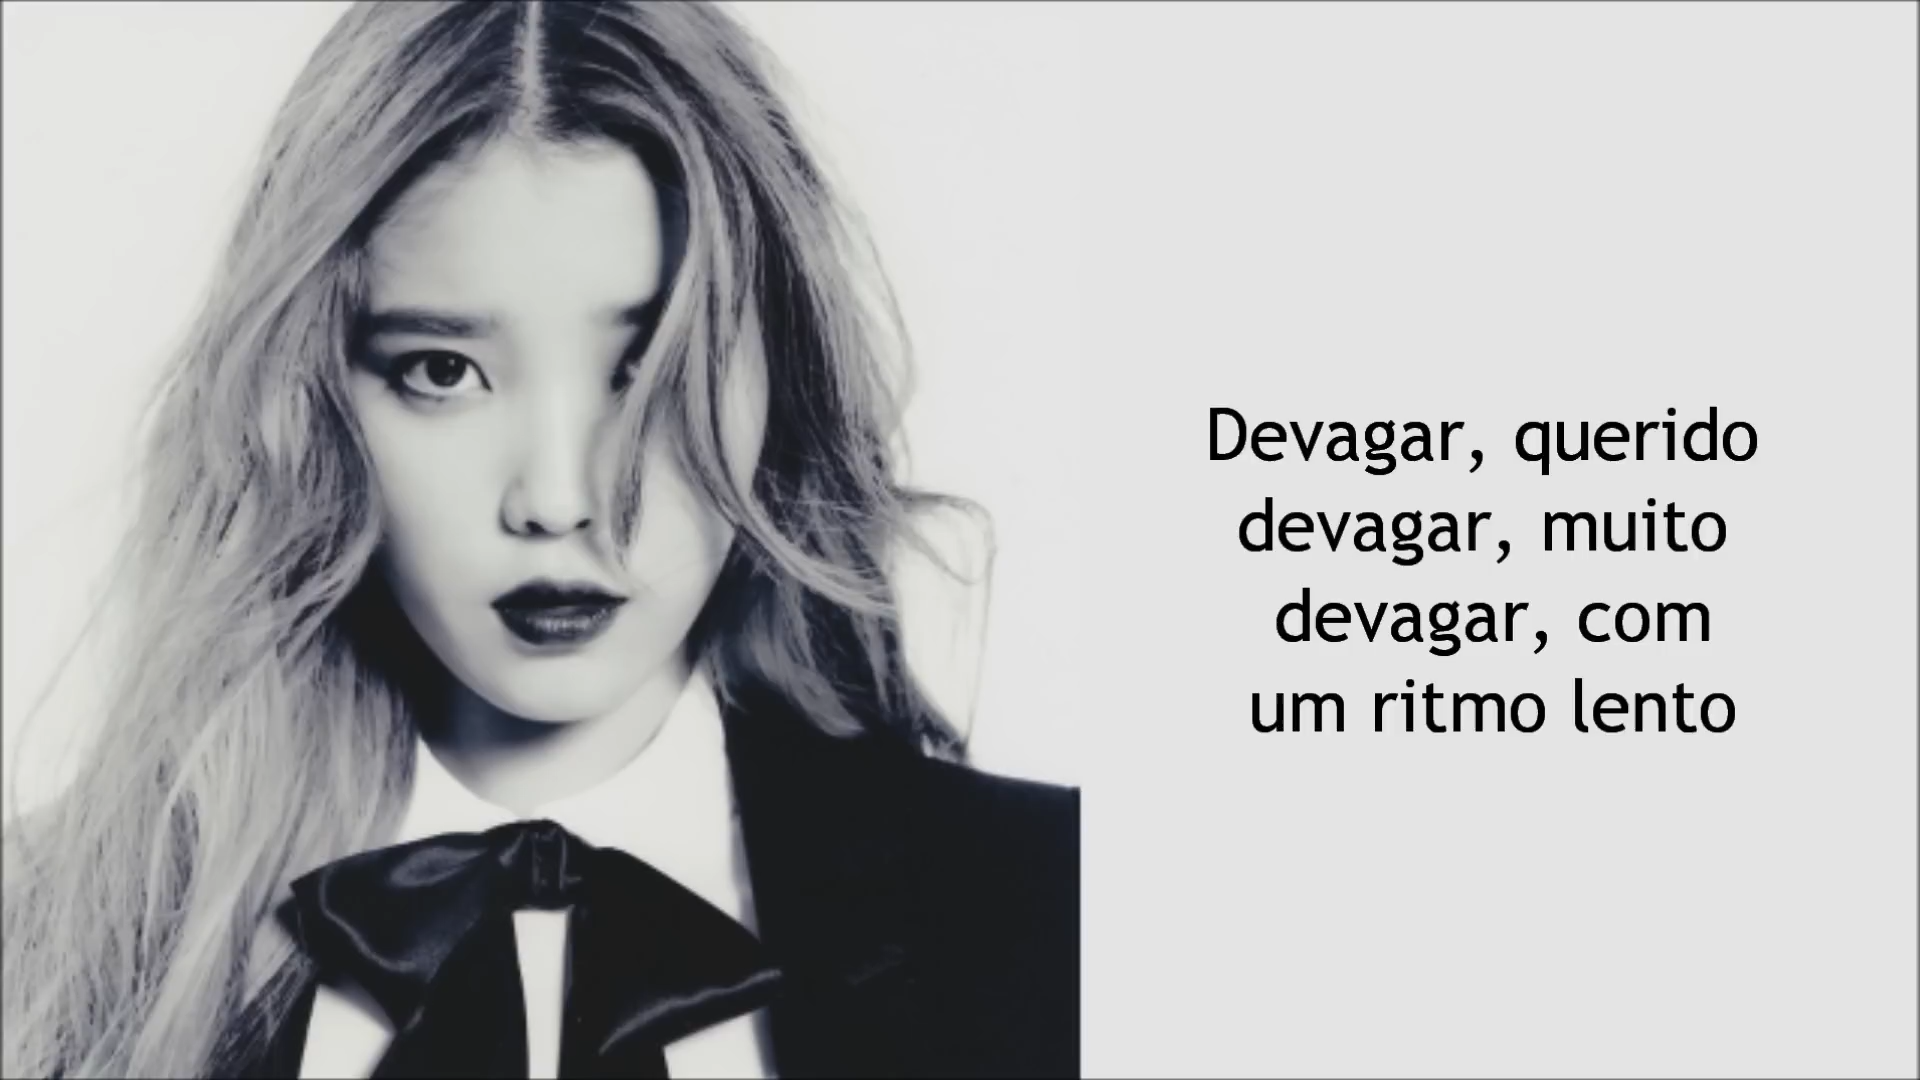 Devagar, querido
devagar, muito
devagar, com
um ritmo lento